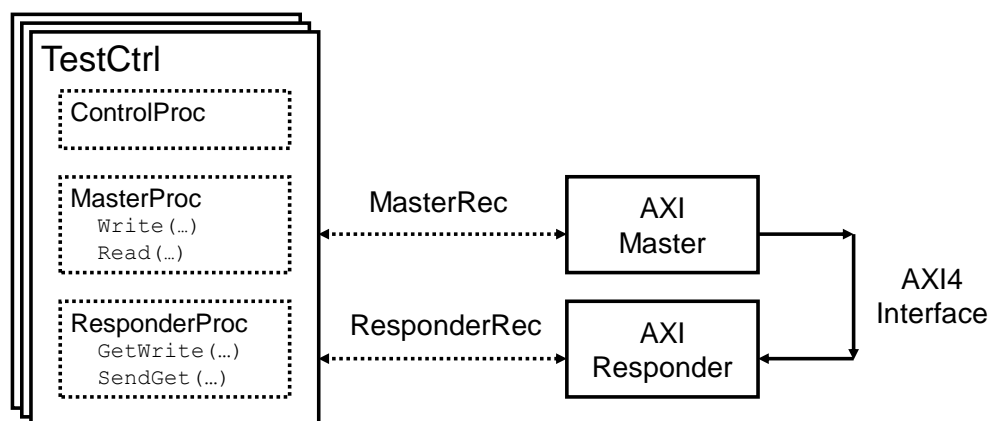 TestCtrl
ControlProc
MasterProc
Write(…)
Read(…)
ResponderProc
GetWrite(…)
SendGet(…)
MasterRec
ResponderRec
AXI
Master
AXI
Responder
AXI4
Interface